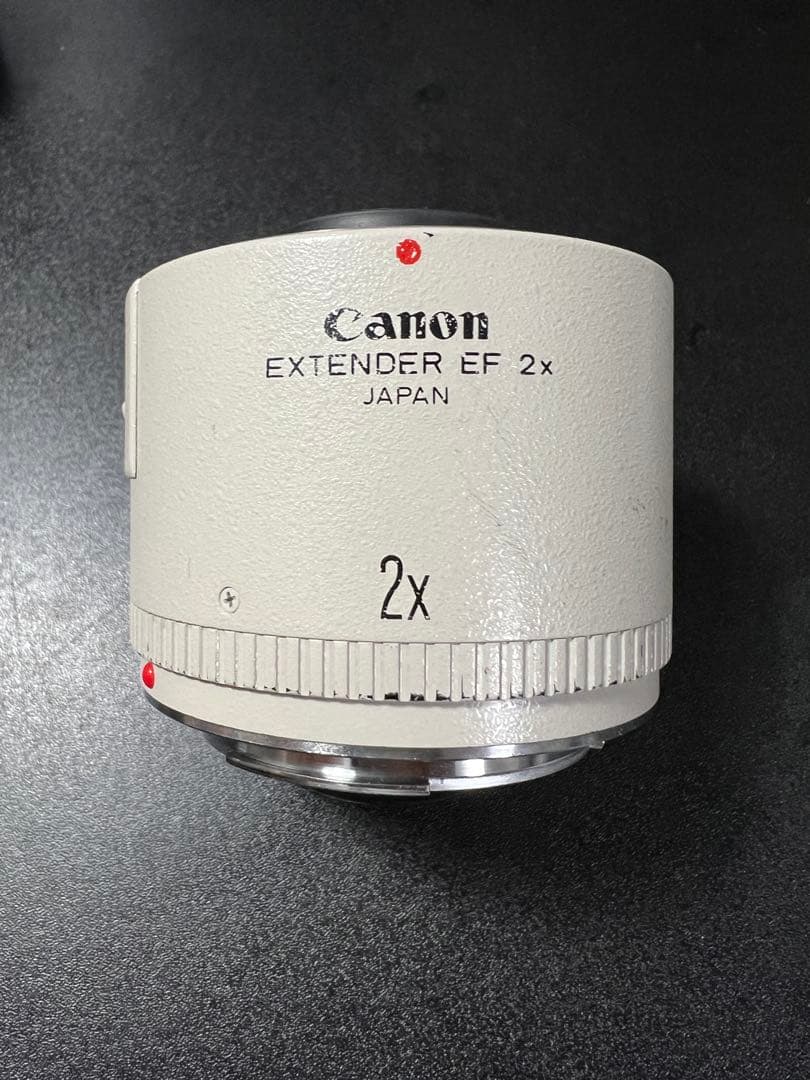 Canon
EXTENDER EF 2x
JAPAN
2x